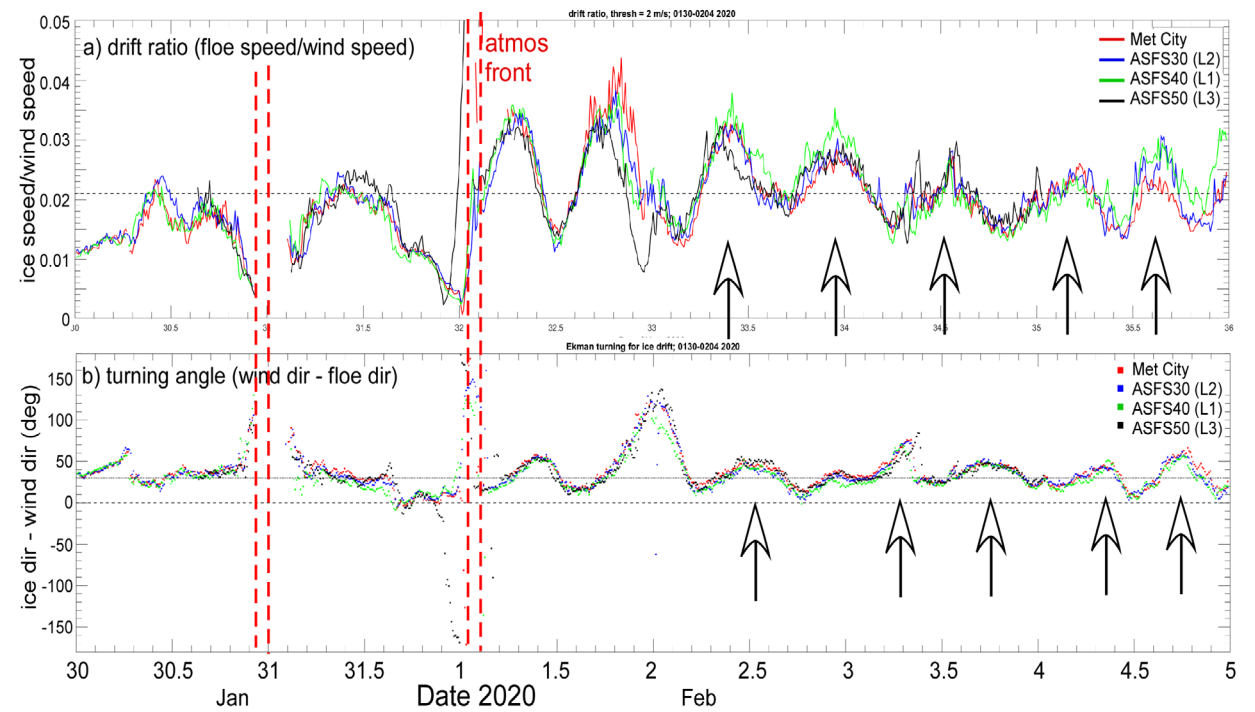 drift ratio, thresh = 2 m/s; 0130-0204 2020
a) drift ratio (floe speed/wind speed)
atmos
front
Met City
ASFS30 (L2)
ASFS40 (L1)
ASFS50 (L3)
ice speed/wind speed
0.05
0.04
0.03
0.02
0.01
0
30 30.5 31 31.5 32 32.5 33 33.5 34 34.5 35 35.5 36
Ekman turning for ice drift; 0130-0204 2020
b) turning angle (wind dir - floe dir)
Met City
ASFS30 (L2)
ASFS40 (L1)
ASFS50 (L3)
ice dir - wind dir (deg)
150
100
50
0
-50
-100
-150
30 30.5 31 31.5 1 1.5 2 2.5 3 3.5 4 4.5 5
Jan Date 2020 Feb